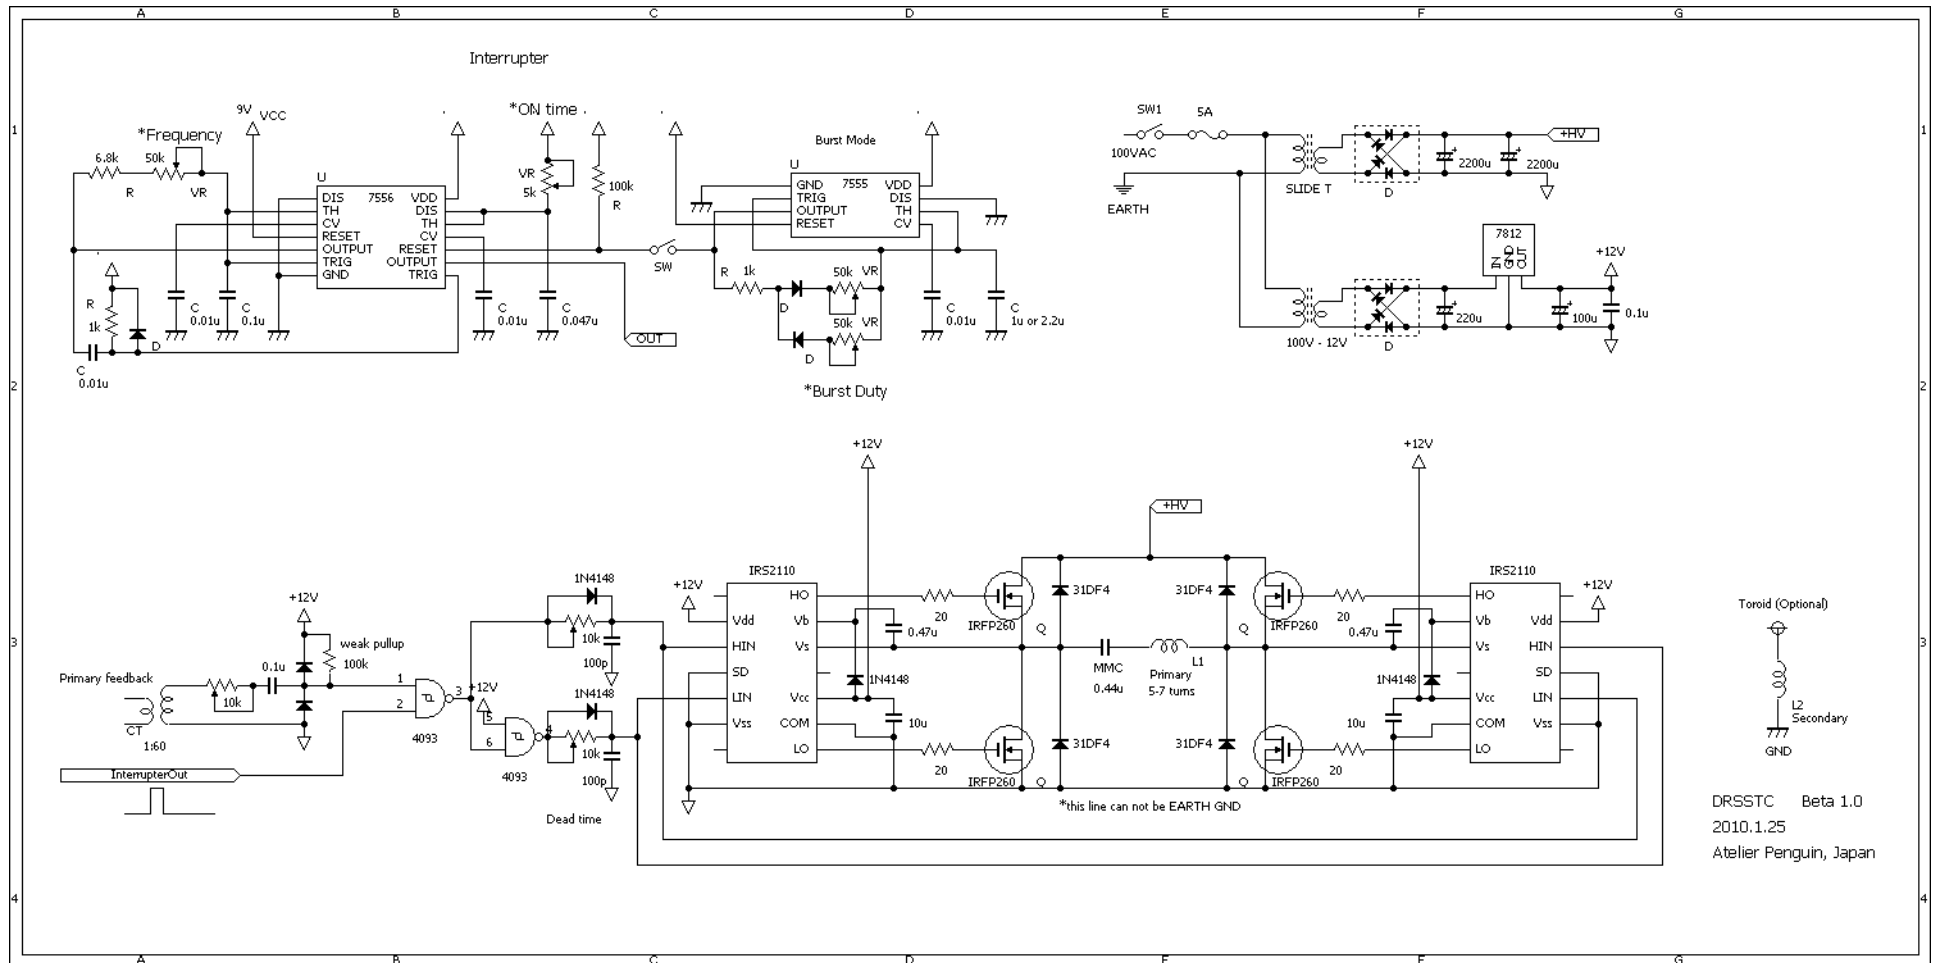 A B C D E F G
Interrupter
9V VCC
*Frequency
6.8k
50k
R
VR
U
7556
DIS
TH
CV
RESET
OUTPUT
TRIG
GND
VDD
DIS
TH
CV
RESET
OUTPUT
TRIG
R
1k
D
C
0.01u
C
0.01u
C
0.1u
*ON time
VR
5k
100k
R
C
0.01u
C
0.047u
OUT
SW
Burst Mode
U
7555
GND
TRIG
OUTPUT
RESET
VDD
DIS
TH
CV
R
1k
D
50k
VR
50k
VR
D
C
0.01u
C
1u or 2.2u
*Burst Duty
SW1
5A
100VAC
EARTH
SLIDE T
D
2200u
2200u
+HV
7812
IN
GND
OUT
+12V
100V - 12V
D
220u
100u
0.1u
1
2
3
4
1
2
3
4
+12V
+12V
+HV
Primary feedback
CT
1:60
10k
0.1u
+12V
weak pullup
100k
1
2
3
4093
+12V
5
6
4
4093
InterrupterOut
1N4148
10k
100p
1N4148
10k
100p
Dead time
+12V
IRS2110
Vdd
HIN
SD
LIN
Vss
HO
Vb
Vs
Vcc
COM
LO
0.47u
1N4148
10u
20
20
IRFP260
Q
IRFP260
Q
31DF4
31DF4
MMC
0.44u
L1
Primary
5-7 turns
*this line can not be EARTH GND
31DF4
31DF4
Q
IRFP260
Q
IRFP260
20
20
0.47u
1N4148
10u
IRS2110
HO
Vb
Vs
Vcc
COM
LO
Vdd
HIN
SD
LIN
Vss
+12V
Toroid (Optional)
L2
Secondary
GND
DRSSTC Beta 1.0
2010.1.25
Atelier Penguin, Japan
A B C D E F G